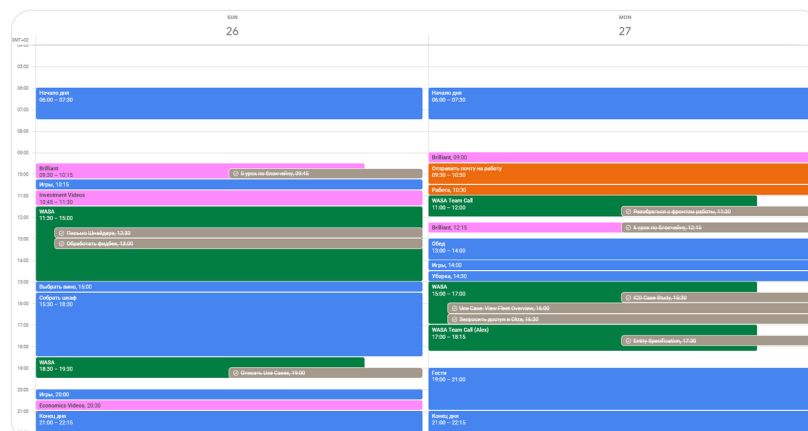 SUN
26
MON
27
GMT+02
04:00
05:00
06:00
07:00
08:00
09:00
10:00
11:00
12:00
13:00
14:00
15:00
16:00
17:00
18:00
19:00
20:00
21:00
Начало дня
06:00 – 07:30
Brilliant
09:30 – 10:15
5 урок по блокчейну, 09:45
Игры, 10:15
Investment Videos
10:45 – 11:30
WASA
11:30 – 15:00
Письмо Шнайдера, 12:30
Обработать фидбек, 13:00
Выбрать вино, 15:00
Собрать шкаф
15:30 – 18:30
WASA
18:30 – 19:30
Описать Use Cases, 19:00
Игры, 20:00
Economics Videos, 20:30
Конец дня
21:00 – 22:15
Начало дня
06:00 – 07:30
Brilliant, 09:00
Отправить почту на работу
09:30 – 10:30
Работа, 10:30
WASA Team Call
11:00 – 12:00
Разобраться с фронтом работы, 11:30
Brilliant, 12:15
6 урок по блокчейну, 12:15
Обед
13:00 – 14:00
Игры, 14:00
Уборка, 14:30
WASA
15:00 – 17:00
ICD Case Study, 15:30
Use Case: View Fleet Overview, 16:00
Запросить доступ в Okta, 16:30
WASA Team Call (Alex)
17:00 – 18:15
Entity Specification, 17:30
Гости
19:00 – 21:00
Конец дня
21:00 – 22:15